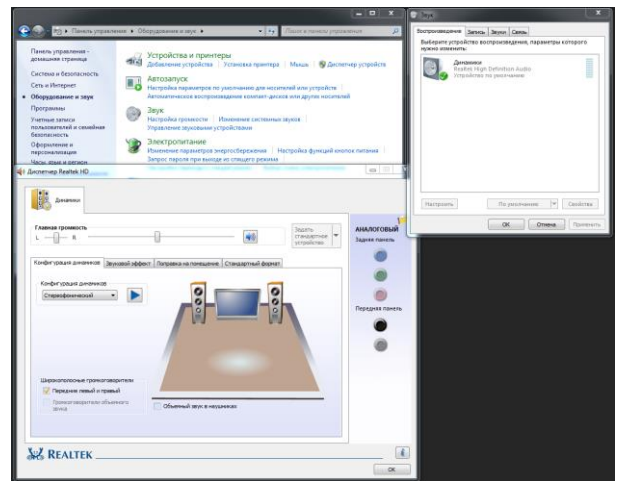 Панель управления
Оборудование и звук
Поиск в панели управления
Панель управления -
домашняя страница
Система и безопасность
Сеть и Интернет
Оборудование и звук
Программы
Учетные записи
пользователей и семейная
безопасность
Оформление и
персонализация
Часы, язык и регион
Устройства и принтеры
Добавление устройства
Установка принтера
Мышь
Диспетчер устройств
Автозапуск
Настройка параметров по умолчанию для носителей или устройств
Автоматическое воспроизведение компакт-дисков или других носителей
Звук
Настройка громкости
Изменение системных звуков
Управление звуковыми устройствами
Электропитание
Изменение параметров энергосбережения
Настройка функций кнопок питания
Запрос пароля при выходе из спящего режима
Звук
Воспроизведение
Запись
Звуки
Связь
Выберите устройство воспроизведения, параметры которого
нужно изменить:
Динамики
Realtek High Definition Audio
Устройство по умолчанию
Настроить
По умолчанию
Свойства
OK
Отмена
Применить
Диспетчер Realtek HD
Динамики
Главная громкость
L
R
Задать
стандартное
устройство
АНАЛОГОВЫЙ
Задняя панель
Передняя панель
Конфигурация динамиков
Звуковой эффект
Поправка на помещение
Стандартный формат
Конфигурация динамиков
Стереофонический
Широкополосные громкоговорители
Передние левый и правый
Громкоговорители объемного
звука
Объемный звук в наушниках
REALTEK
OK